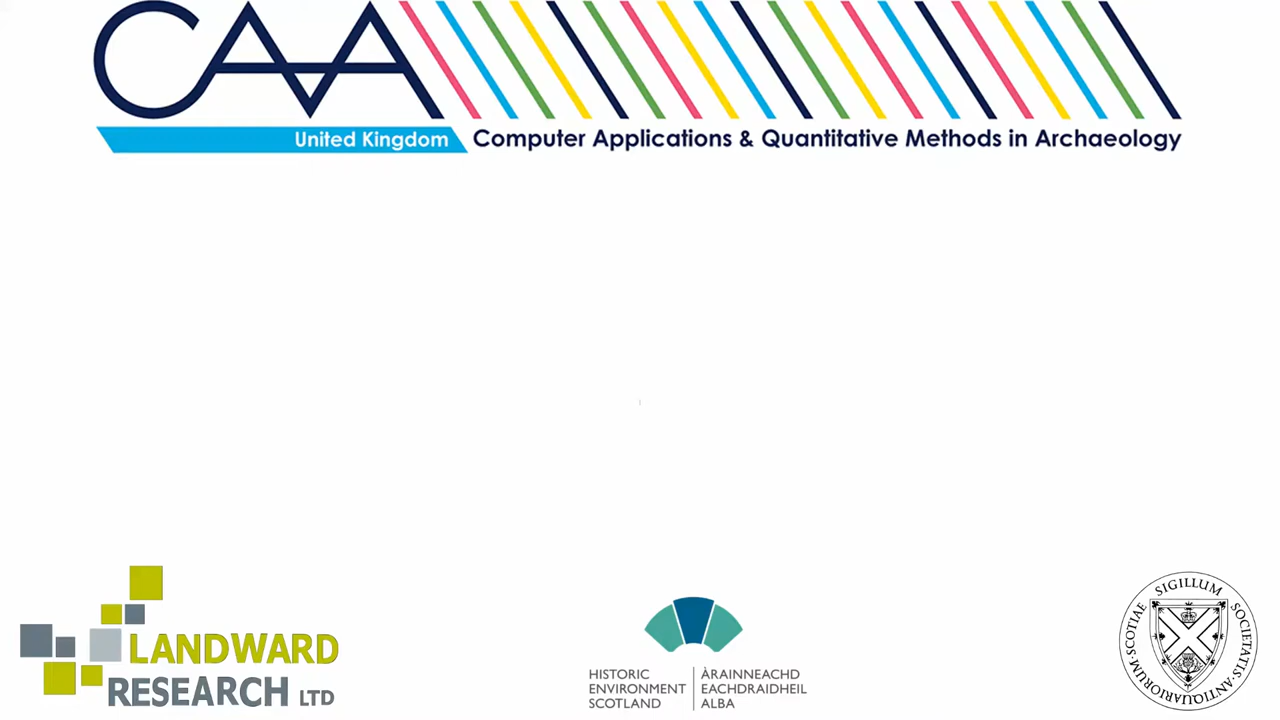 CAA
United Kingdom
Computer Applications & Quantitative Methods in Archaeology
LANDWARD
RESEARCH LTD
HISTORIC
ENVIRONMENT
SCOTLAND
ÀRAINNEACHD
EACHDRAIDHEIL
ALBA
SIGILLUM SOCIETATIS·ANTIQUARIORUM·SCOTIAE